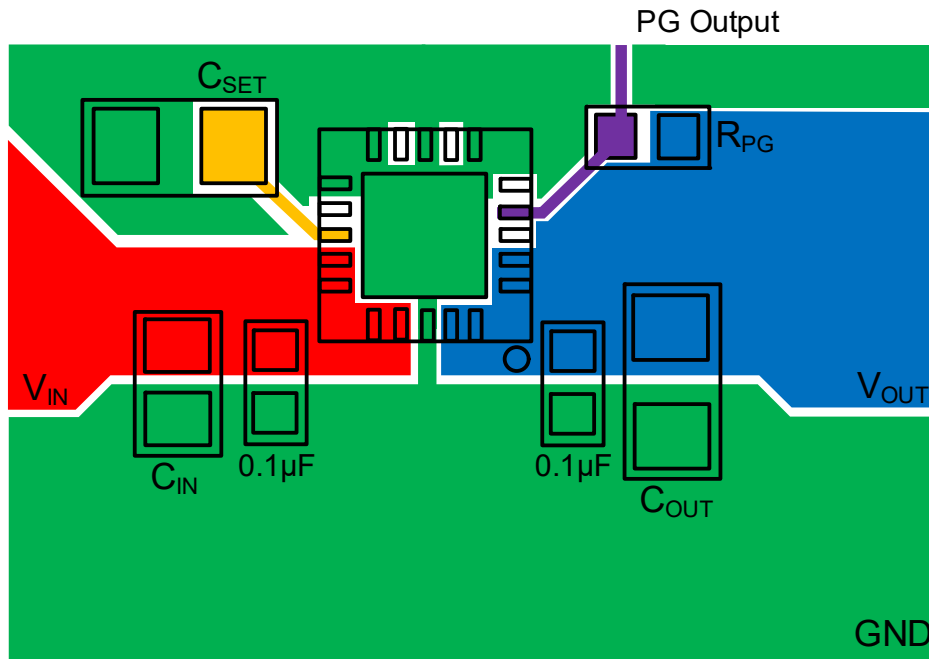 PG Output
CSET
RPG
VIN
VOUT
0.1µF
0.1µF
CIN
COUT
GND